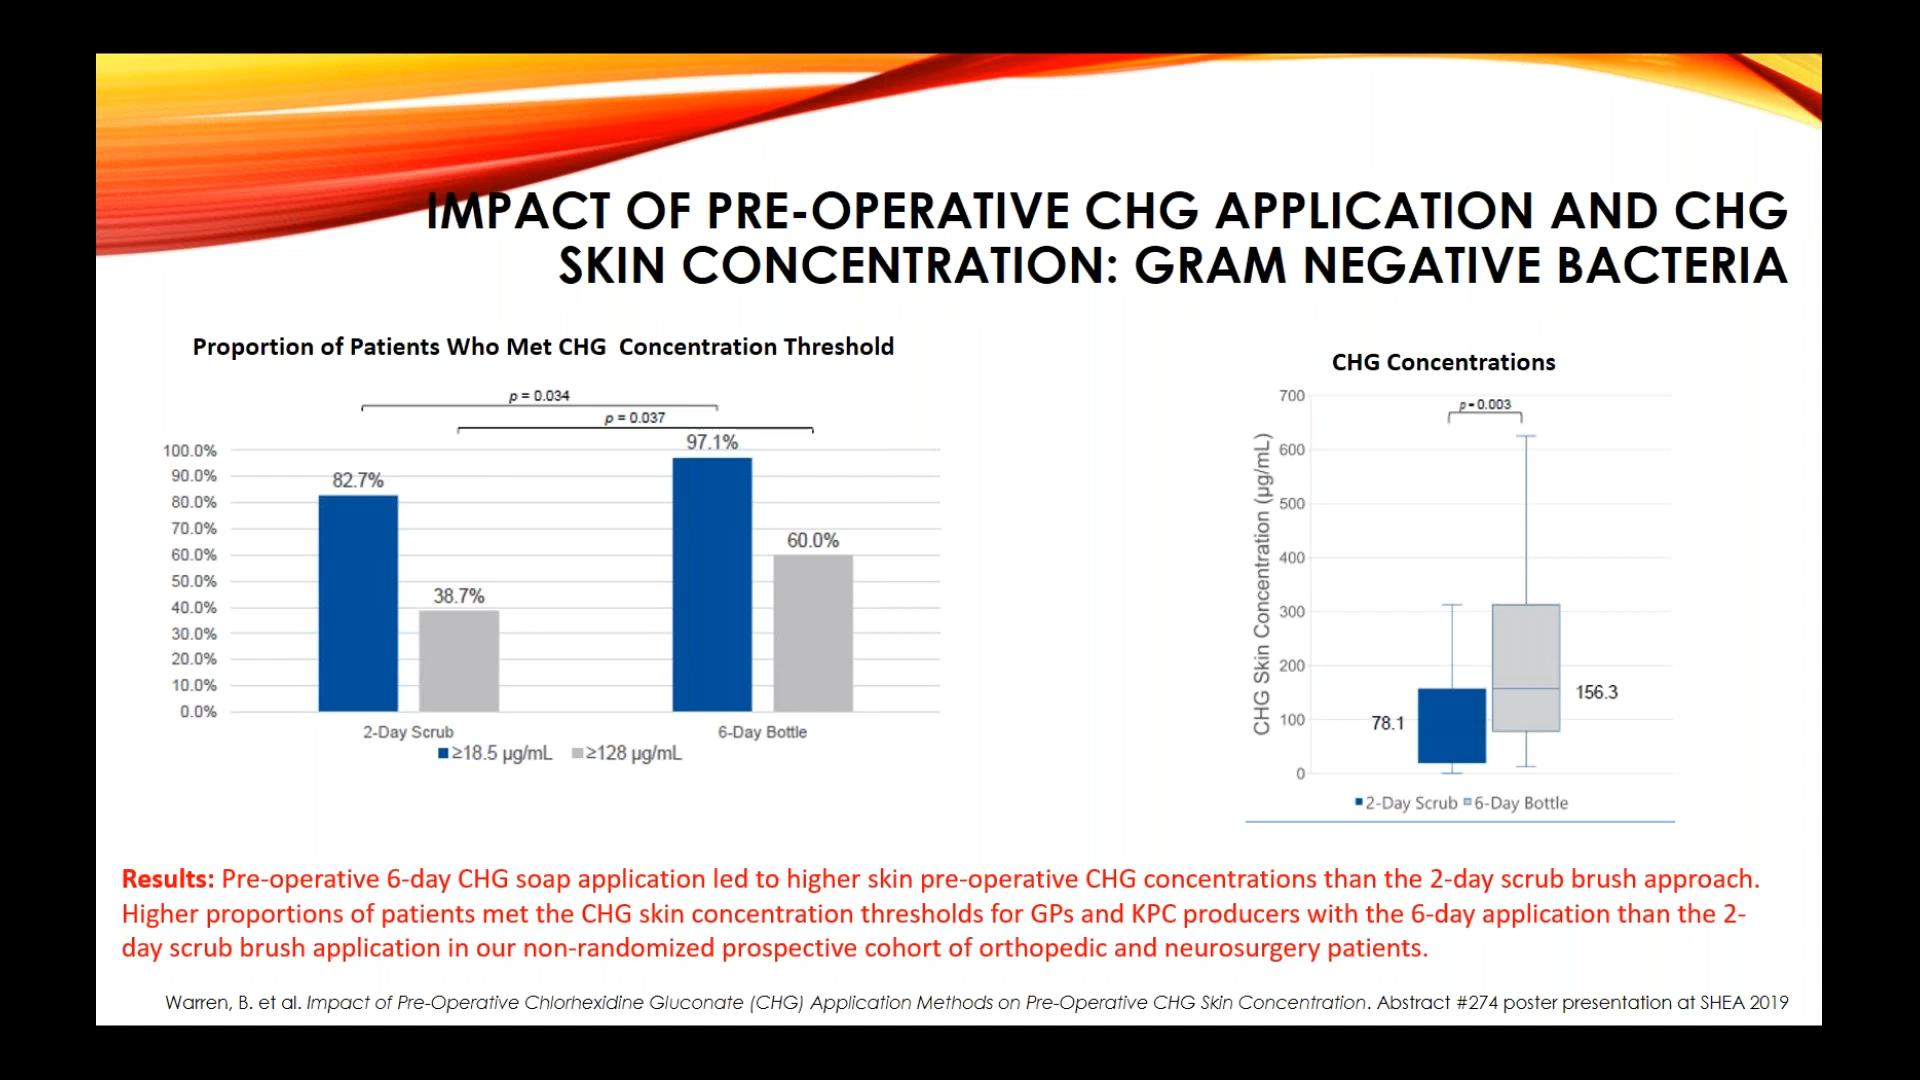 IMPACT OF PRE-OPERATIVE CHG APPLICATION AND CHG
SKIN CONCENTRATION: GRAM NEGATIVE BACTERIA
Proportion of Patients Who Met CHG Concentration Threshold
p = 0.034
p = 0.037
100.0%
90.0%
80.0%
70.0%
60.0%
50.0%
40.0%
30.0%
20.0%
10.0%
0.0%
82.7%
38.7%
97.1%
60.0%
2-Day Scrub
6-Day Bottle
≥18.5 µg/mL ≥128 µg/mL
CHG Concentrations
CHG Skin Concentration (µg/mL)
700
600
500
400
300
200
100
0
p = 0.003
78.1
156.3
2-Day Scrub 6-Day Bottle
Results: Pre-operative 6-day CHG soap application led to higher skin pre-operative CHG concentrations than the 2-day scrub brush approach.
Higher proportions of patients met the CHG skin concentration thresholds for GPs and KPC producers with the 6-day application than the 2-
day scrub brush application in our non-randomized prospective cohort of orthopedic and neurosurgery patients.
Warren, B. et al. Impact of Pre-Operative Chlorhexidine Gluconate (CHG) Application Methods on Pre-Operative CHG Skin Concentration. Abstract #274 poster presentation at SHEA 2019